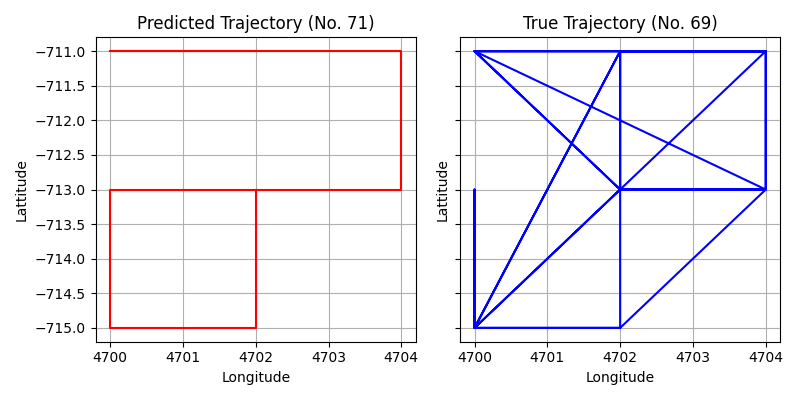 Predicted Trajectory (No. 71)
True Trajectory (No. 69)
Lattitude
−711.0
−711.5
−712.0
−712.5
−713.0
−713.5
−714.0
−714.5
−715.0
4700 4701 4702 4703 4704
Longitude
Lattitude
4700 4701 4702 4703 4704
Longitude